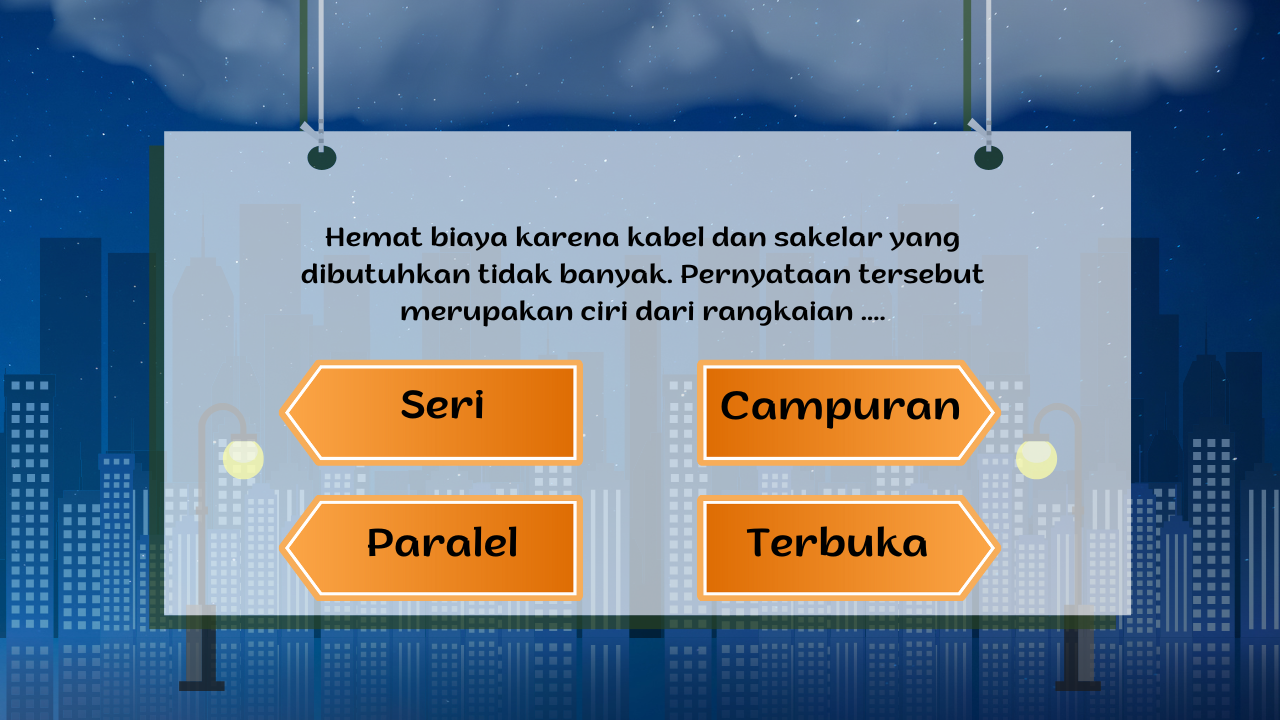 Hemat biaya karena kabel dan sakelar yang
dibutuhkan tidak banyak. Pernyataan tersebut
merupakan ciri dari rangkaian ....
Seri
Campuran
Paralel
Terbuka